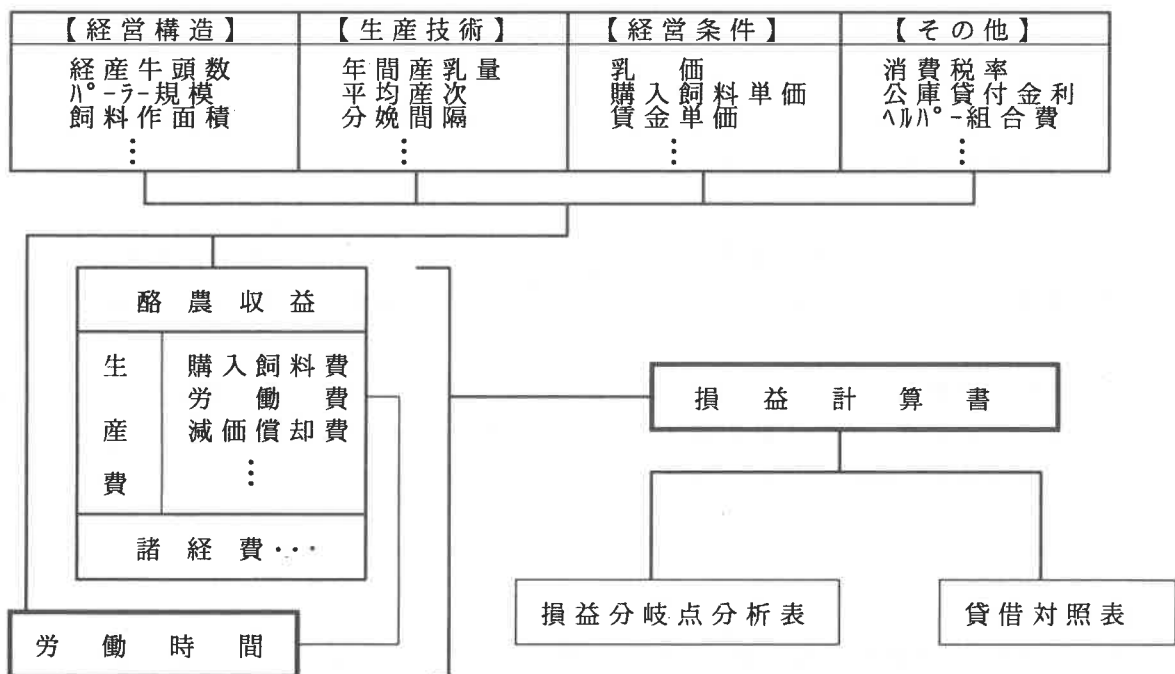 【経営構造】
経産牛頭数
ﾊﾟｰﾗｰ規模
飼料作面積
⋮
【生産技術】
年間産乳量
平均産次
分娩間隔
⋮
【経営条件】
乳価
購入飼料単価
賃金単価
⋮
【その他】
消費税率
公庫貸付金利
ﾍﾙﾊﾟｰ組合費
⋮
酪農収益
生産費
購入飼料費
労働費
減価償却費
⋮
諸経費・・・
労働時間
損益計算書
損益分岐点分析表
貸借対照表